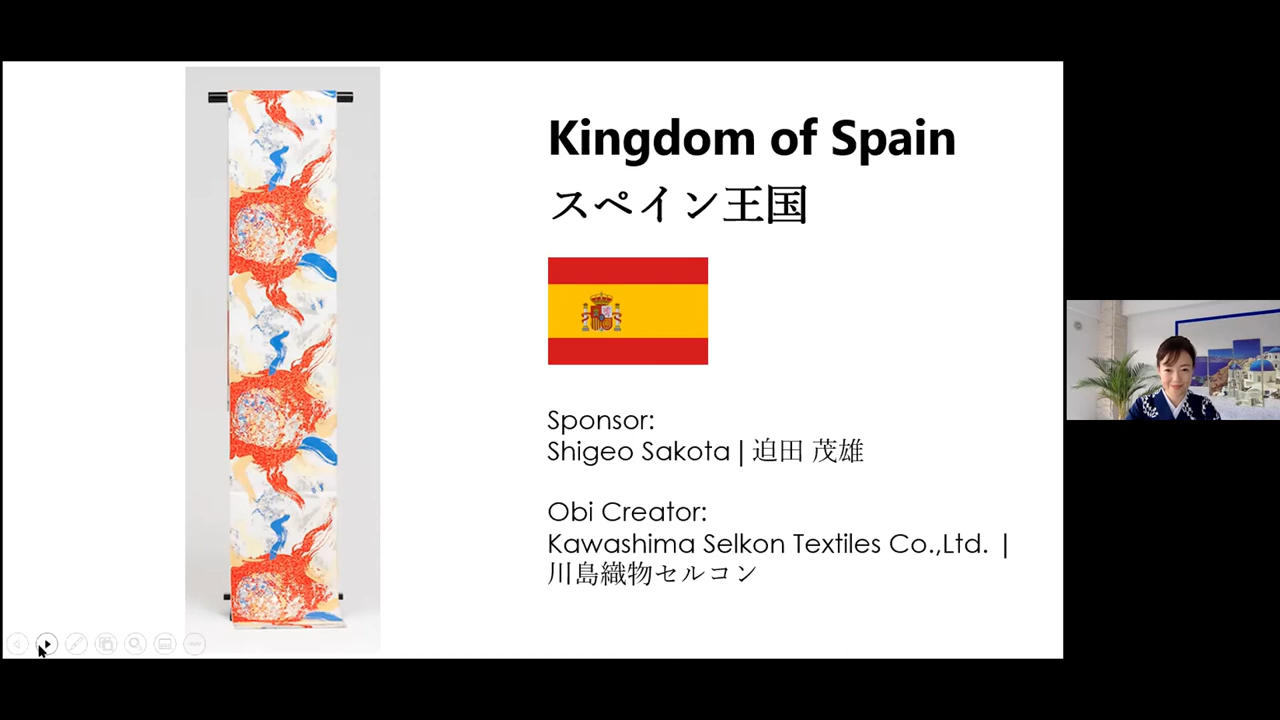 Kingdom of Spain
スペイン王国
Sponsor:
Shigeo Sakota | 迫田 茂雄
Obi Creator:
Kawashima Selkon Textiles Co.,Ltd. |
川島織物セルコン